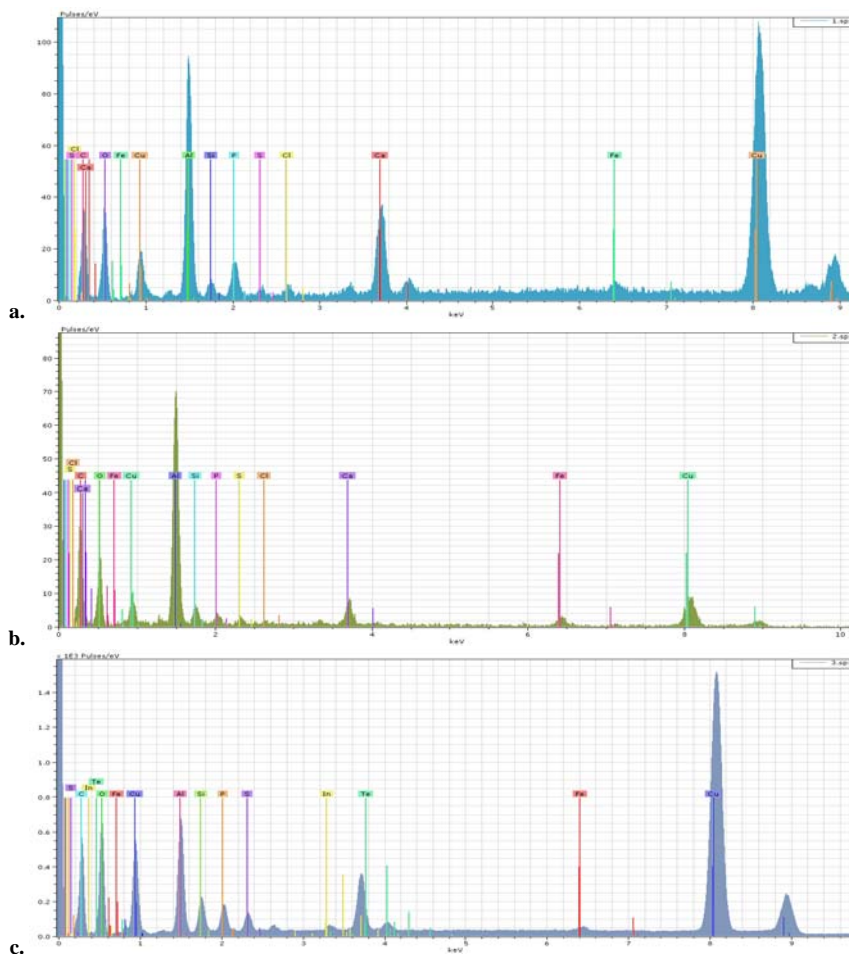 Pulses/eV
1.sp
100
80
60
40
20
0
Cl
S C O Fe Cu Al Si P S Cl Ca Fe Cu
Ca
0 1 2 3 4 5 6 7 8 9
keV
a.
Pulses/eV
2.sp
80
70
60
50
40
30
20
10
0
Cl
S
C O Fe Cu Al Si P S Cl Ca Fe Cu
Ca
0 2 4 6 8 10
keV
b.
x 1E3 Pulses/eV
3.sp
1.4
1.2
1.0
0.8
0.6
0.4
0.2
0.0
Te
S In
C O Fe Cu Al Si P S In Te Fe Cu
0 1 2 3 4 5 6 7 8 9
keV
c.